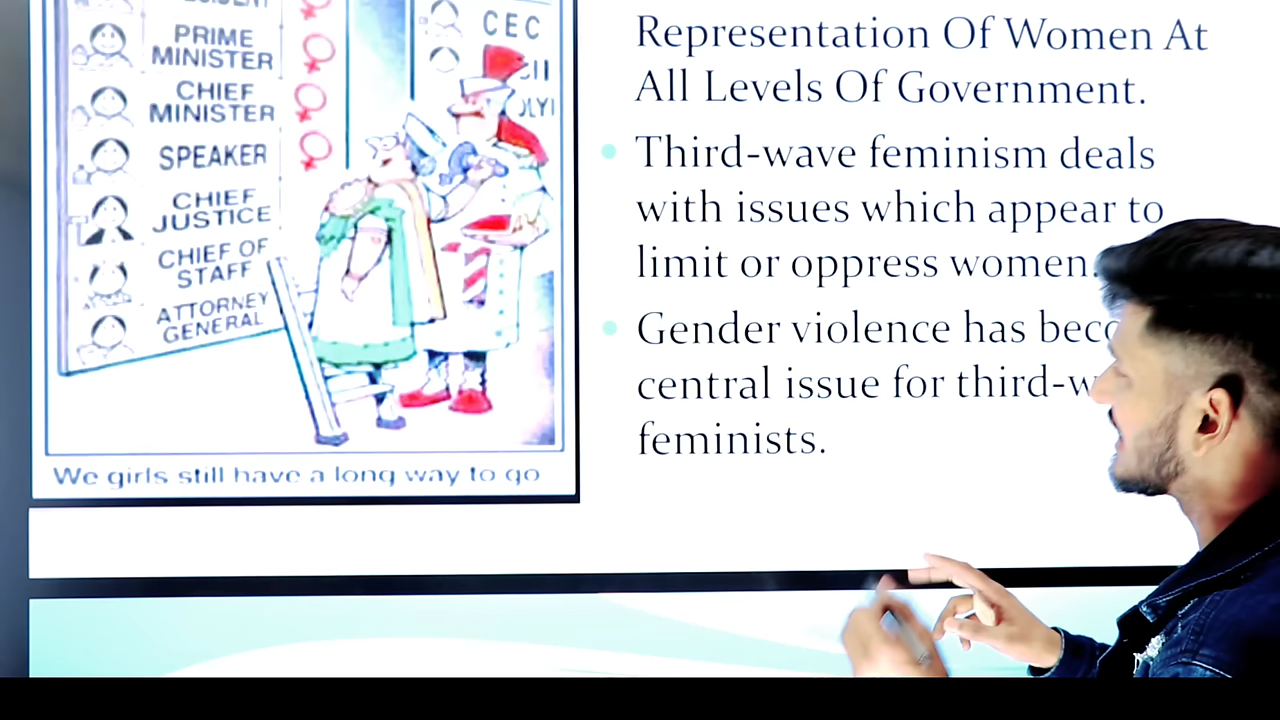 PRIME
MINISTER
CHIEF
MINISTER
SPEAKER
CHIEF
JUSTICE
CHIEF OF
STAFF
ATTORNEY
GENERAL
CEC
We girls still have a long way to go
Representation Of Women At
All Levels Of Government.
Third-wave feminism deals
with issues which appear to
limit or oppress women.
Gender violence has
central issue for
feminists.